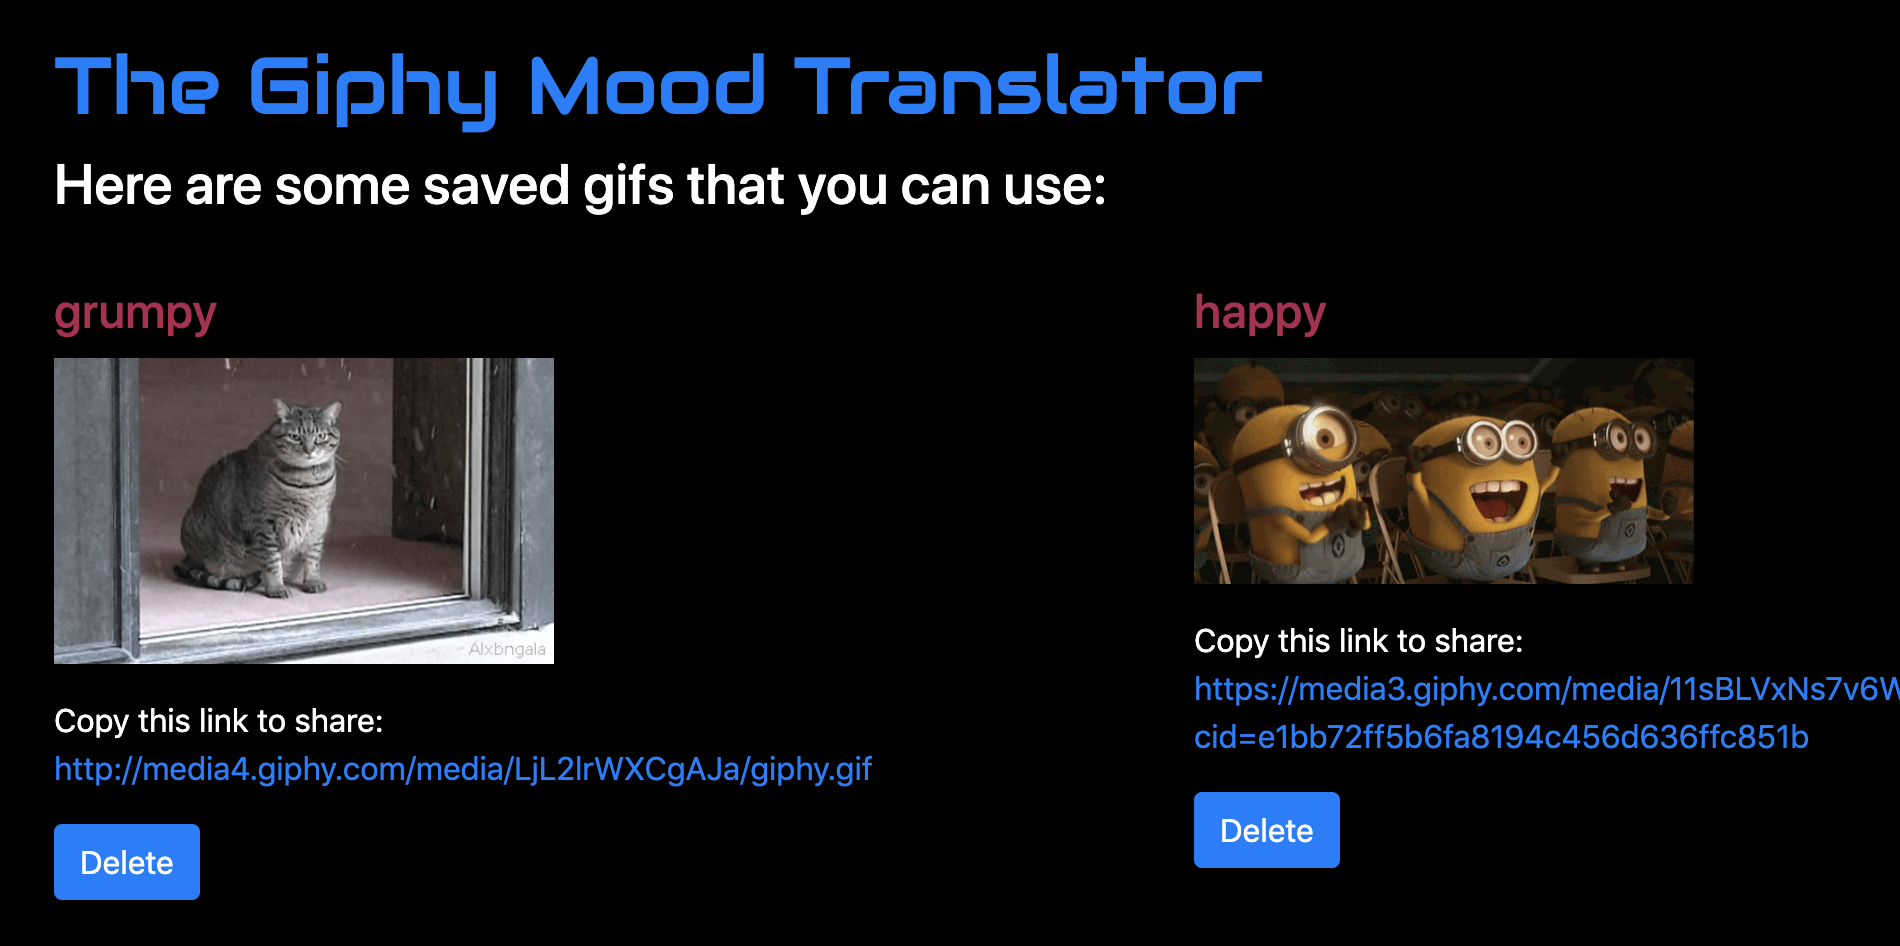 The Giphy Mood Translator
Here are some saved gifs that you can use:
grumpy
Alxbngala
Copy this link to share:
http://media4.giphy.com/media/LjL2lrWXCgAJa/giphy.gif
Delete
happy
Copy this link to share:
https://media3.giphy.com/media/11sBLVxNs7v6W
cid=e1bb72ff5b6fa8194c456d636ffc851b
Delete